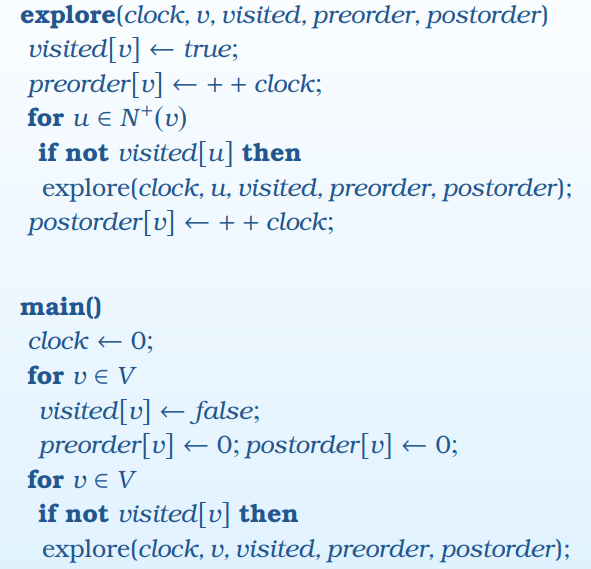 explore(clock, v, visited, preorder, postorder)
visited[v] ← true;
preorder[v] ← + + clock;
for u ∈ N⁺(v)
if not visited[u] then
explore(clock, u, visited, preorder, postorder);
postorder[v] ← + + clock;
main()
clock ← 0;
for v ∈ V
visited[v] ← false;
preorder[v] ← 0; postorder[v] ← 0;
for v ∈ V
if not visited[v] then
explore(clock, v, visited, preorder, postorder);